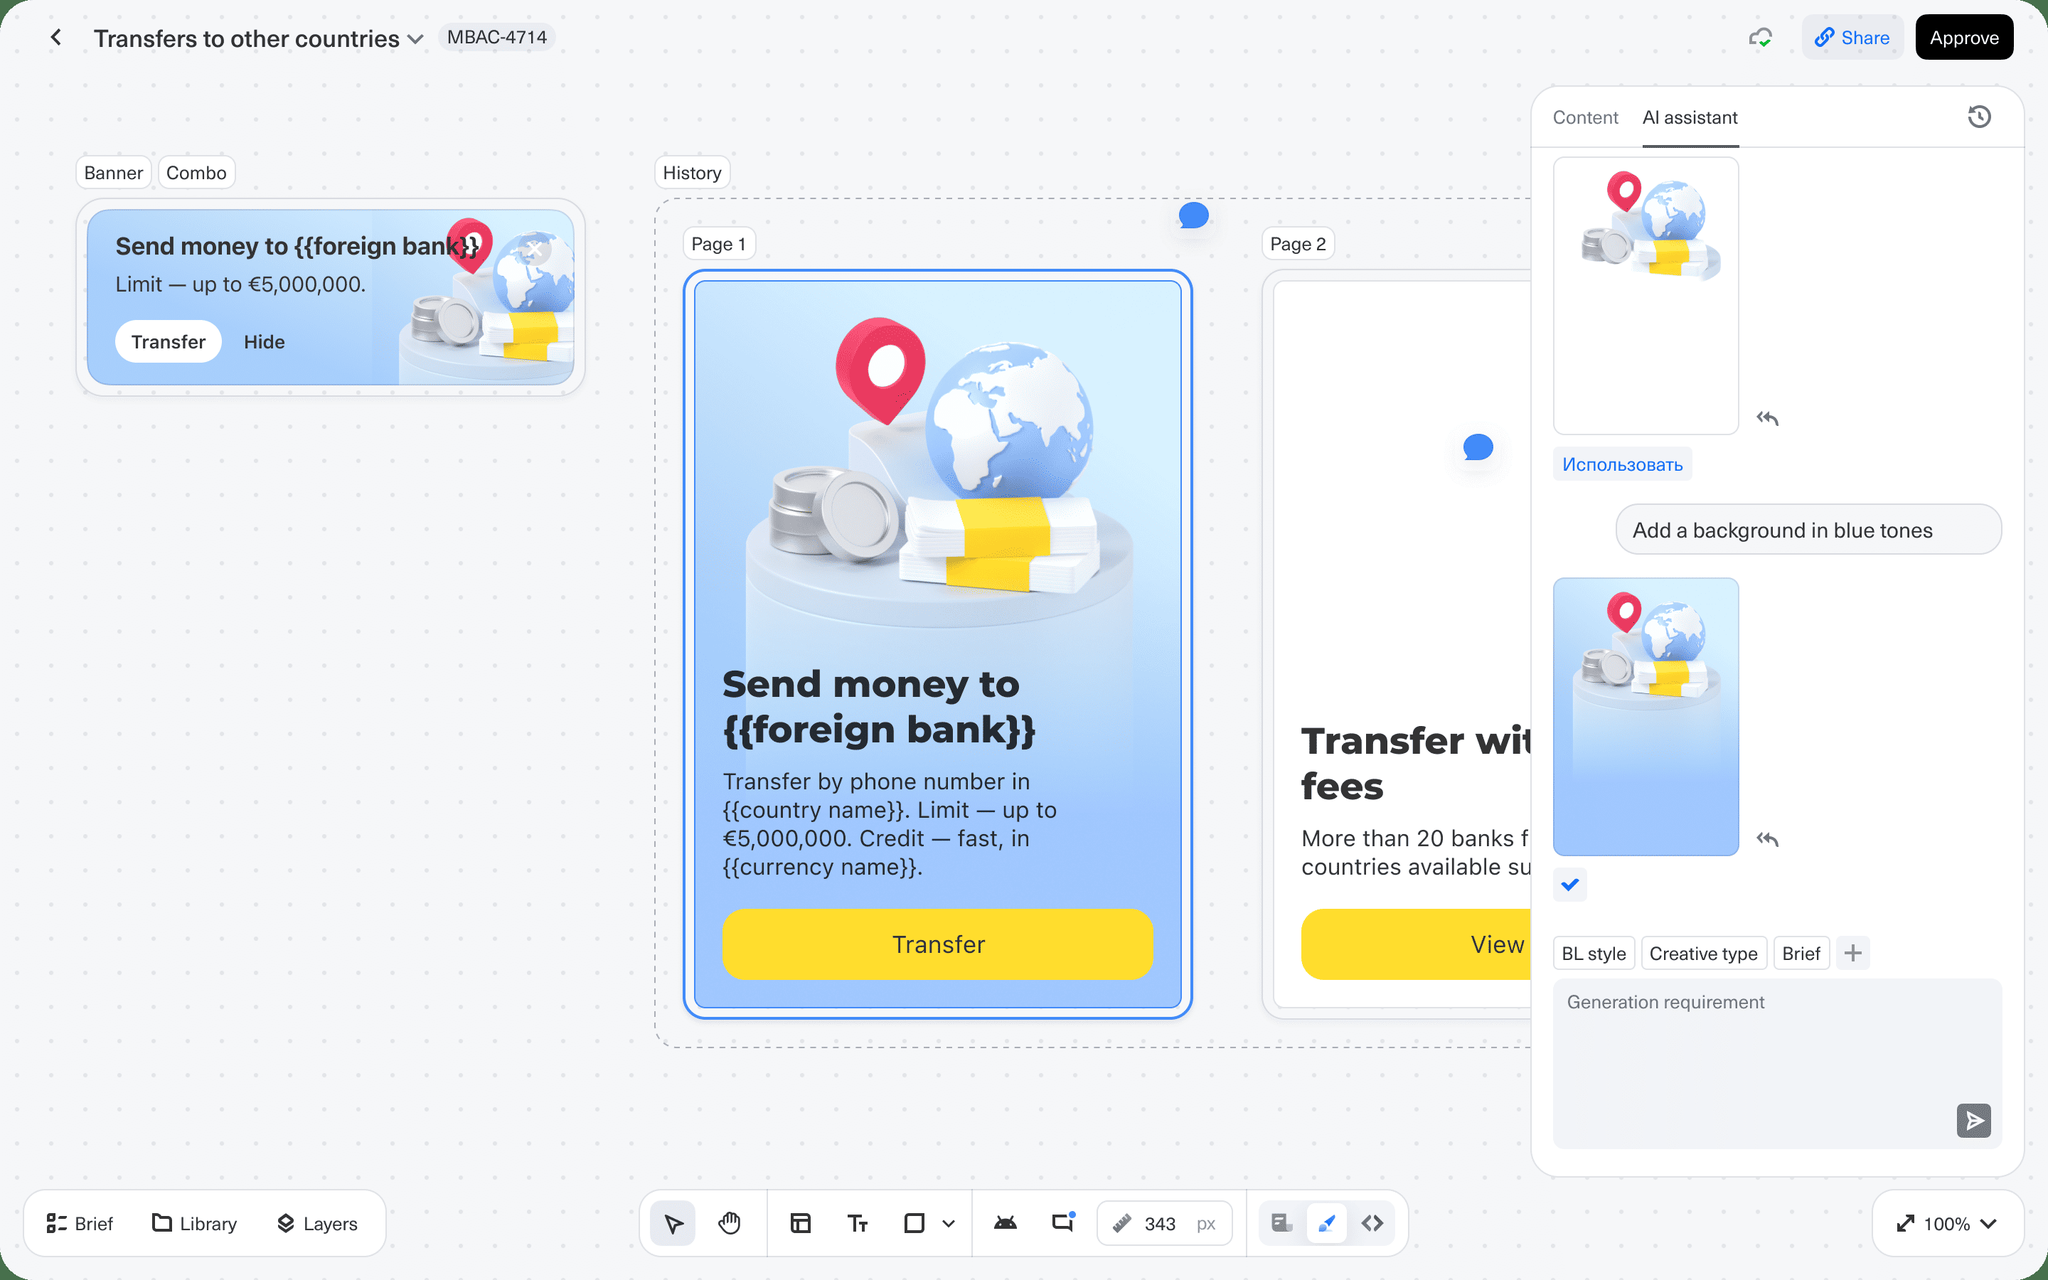 Transfers to other countries
MBAC-4714
Share
Approve
Banner
Combo
Send money to {{foreign bank}}
Limit — up to €5,000,000.
Transfer
Hide
History
Page 1
Send money to
{{foreign bank}}
Transfer by phone number in
{{country name}}. Limit — up to
€5,000,000. Credit — fast, in
{{currency name}}.
Transfer
Page 2
Transfer wit
fees
More than 20 banks f
countries available su
View
Content
AI assistant
Использовать
Add a background in blue tones
BL style
Creative type
Brief
Generation requirement
Brief
Library
Layers
Tт
343 px
100%